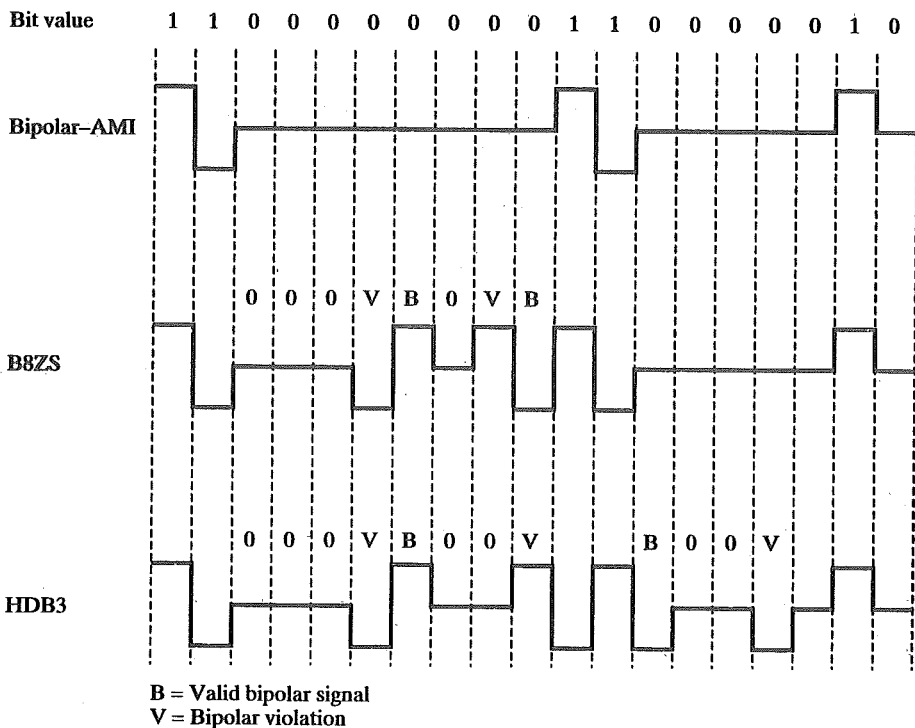 Bit value 1 1 0 0 0 0 0 0 0 0 1 1 0 0 0 0 0 1 0
Bipolar–AMI
0 0 0 V B 0 V B
B8ZS
0 0 0 V B 0 0 V B 0 0 V
HDB3
B = Valid bipolar signal
V = Bipolar violation